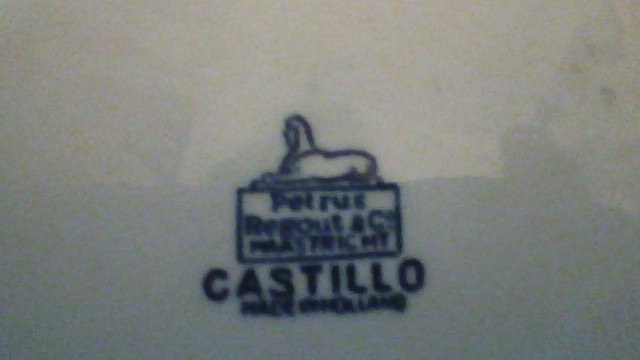 Petrus
Regout & Co
MAASTRICHT
CASTILLO
MADE IN HOLLAND